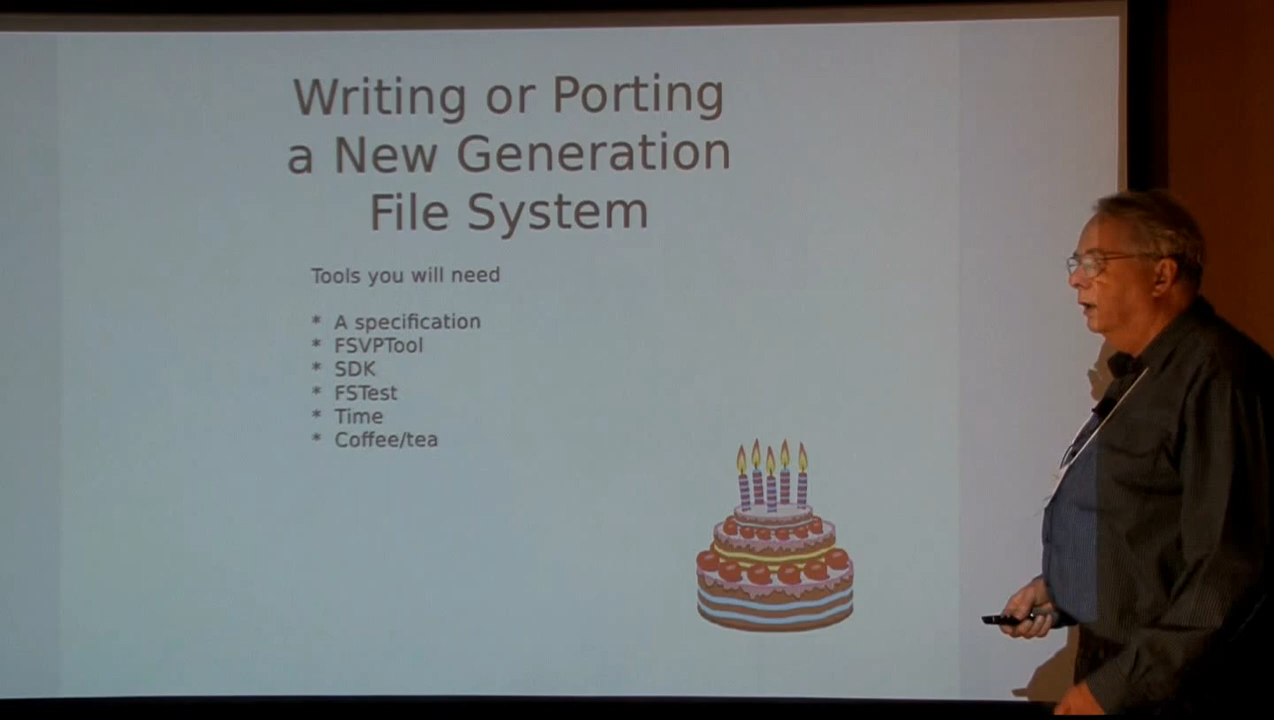 Writing or Porting
a New Generation
File System
Tools you will need
* A specification
* FSVPTool
* SDK
* FSTest
* Time
* Coffee/tea